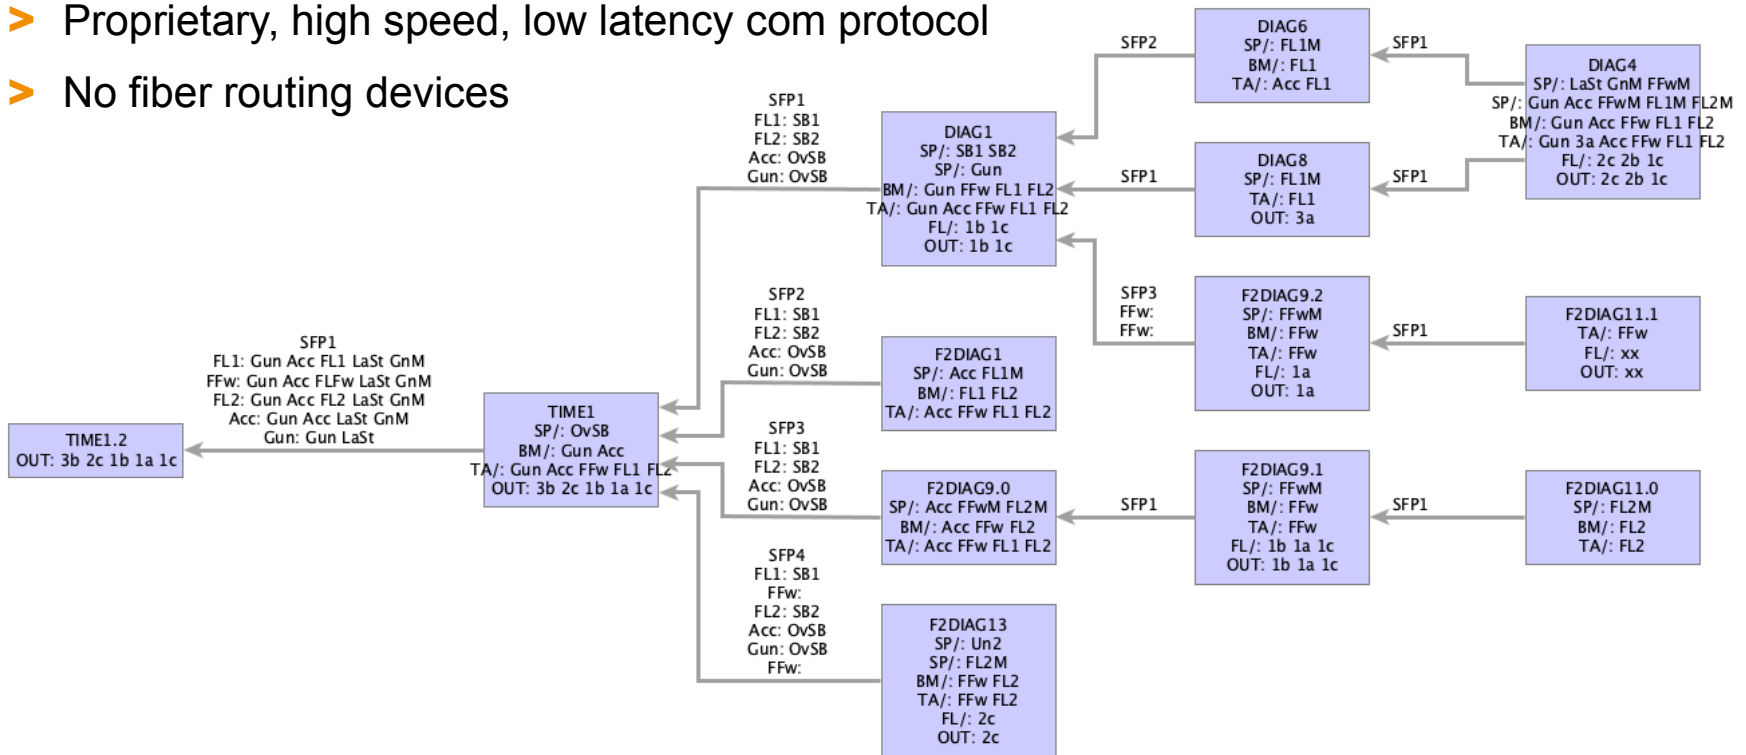 > Proprietary, high speed, low latency com protocol
> No fiber routing devices
SFP1
FL1: Gun Acc FL1 LaSt GnM
FFw: Gun Acc FLFw LaSt GnM
FL2: Gun Acc FL2 LaSt GnM
Acc: Gun Acc LaSt GnM
Gun: Gun LaSt
TIME1.2
OUT: 3b 2c 1b 1a 1c
TIME1
SP/: OvSB
BM/: Gun Acc
TA/: Gun Acc FFw FL1 FL2
OUT: 3b 2c 1b 1a 1c
SFP1
FL1: SB1
FL2: SB2
Acc: OvSB
Gun: OvSB
SFP2
FL1: SB1
FL2: SB2
Acc: OvSB
Gun: OvSB
SFP3
FL1: SB1
FL2: SB2
Acc: OvSB
Gun: OvSB
SFP4
FL1: SB1
FFw:
FL2: SB2
Acc: OvSB
Gun: OvSB
FFw:
DIAG1
SP/: SB1 SB2
SP/: Gun
BM/: Gun FFw FL1 FL2
TA/: Gun Acc FFw FL1 FL2
FL/: 1b 1c
OUT: 1b 1c
F2DIAG1
SP/: Acc FL1M
BM/: FL1 FL2
TA/: Acc FFw FL1 FL2
F2DIAG9.0
SP/: Acc FFwM FL2M
BM/: Acc FFw FL2
TA/: Acc FFw FL1 FL2
F2DIAG13
SP/: Un2
SP/: FL2M
BM/: FFw FL2
TA/: FFw FL2
FL/: 2c
OUT: 2c
SFP2
SFP1
SFP3
FFw:
FFw:
SFP1
DIAG6
SP/: FL1M
BM/: FL1
TA/: Acc FL1
DIAG8
SP/: FL1M
TA/: FL1
OUT: 3a
F2DIAG9.2
SP/: FFwM
BM/: FFw
TA/: FFw
FL/: 1a
OUT: 1a
F2DIAG9.1
SP/: FFwM
BM/: FFw
TA/: FFw
FL/: 1b 1a 1c
OUT: 1b 1a 1c
SFP1
SFP1
SFP1
SFP1
DIAG4
SP/: LaSt GnM FFwM
SP/: Gun Acc FFwM FL1M FL2M
BM/: Gun Acc FFw FL1 FL2
TA/: Gun 3a Acc FFw FL1 FL2
FL/: 2c 2b 1c
OUT: 2c 2b 1c
F2DIAG11.1
TA/: FFw
FL/: xx
OUT: xx
F2DIAG11.0
SP/: FL2M
BM/: FL2
TA/: FL2